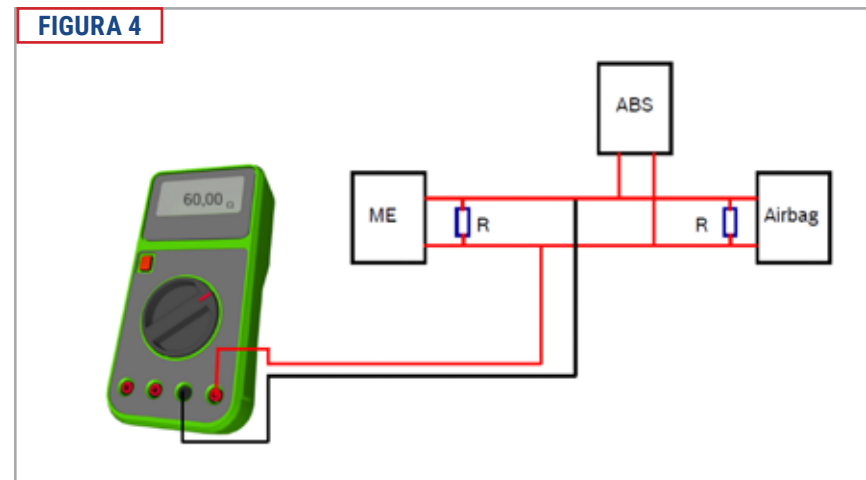 FIGURA 4
ABS
60,00 Ω
ME
R
R
Airbag